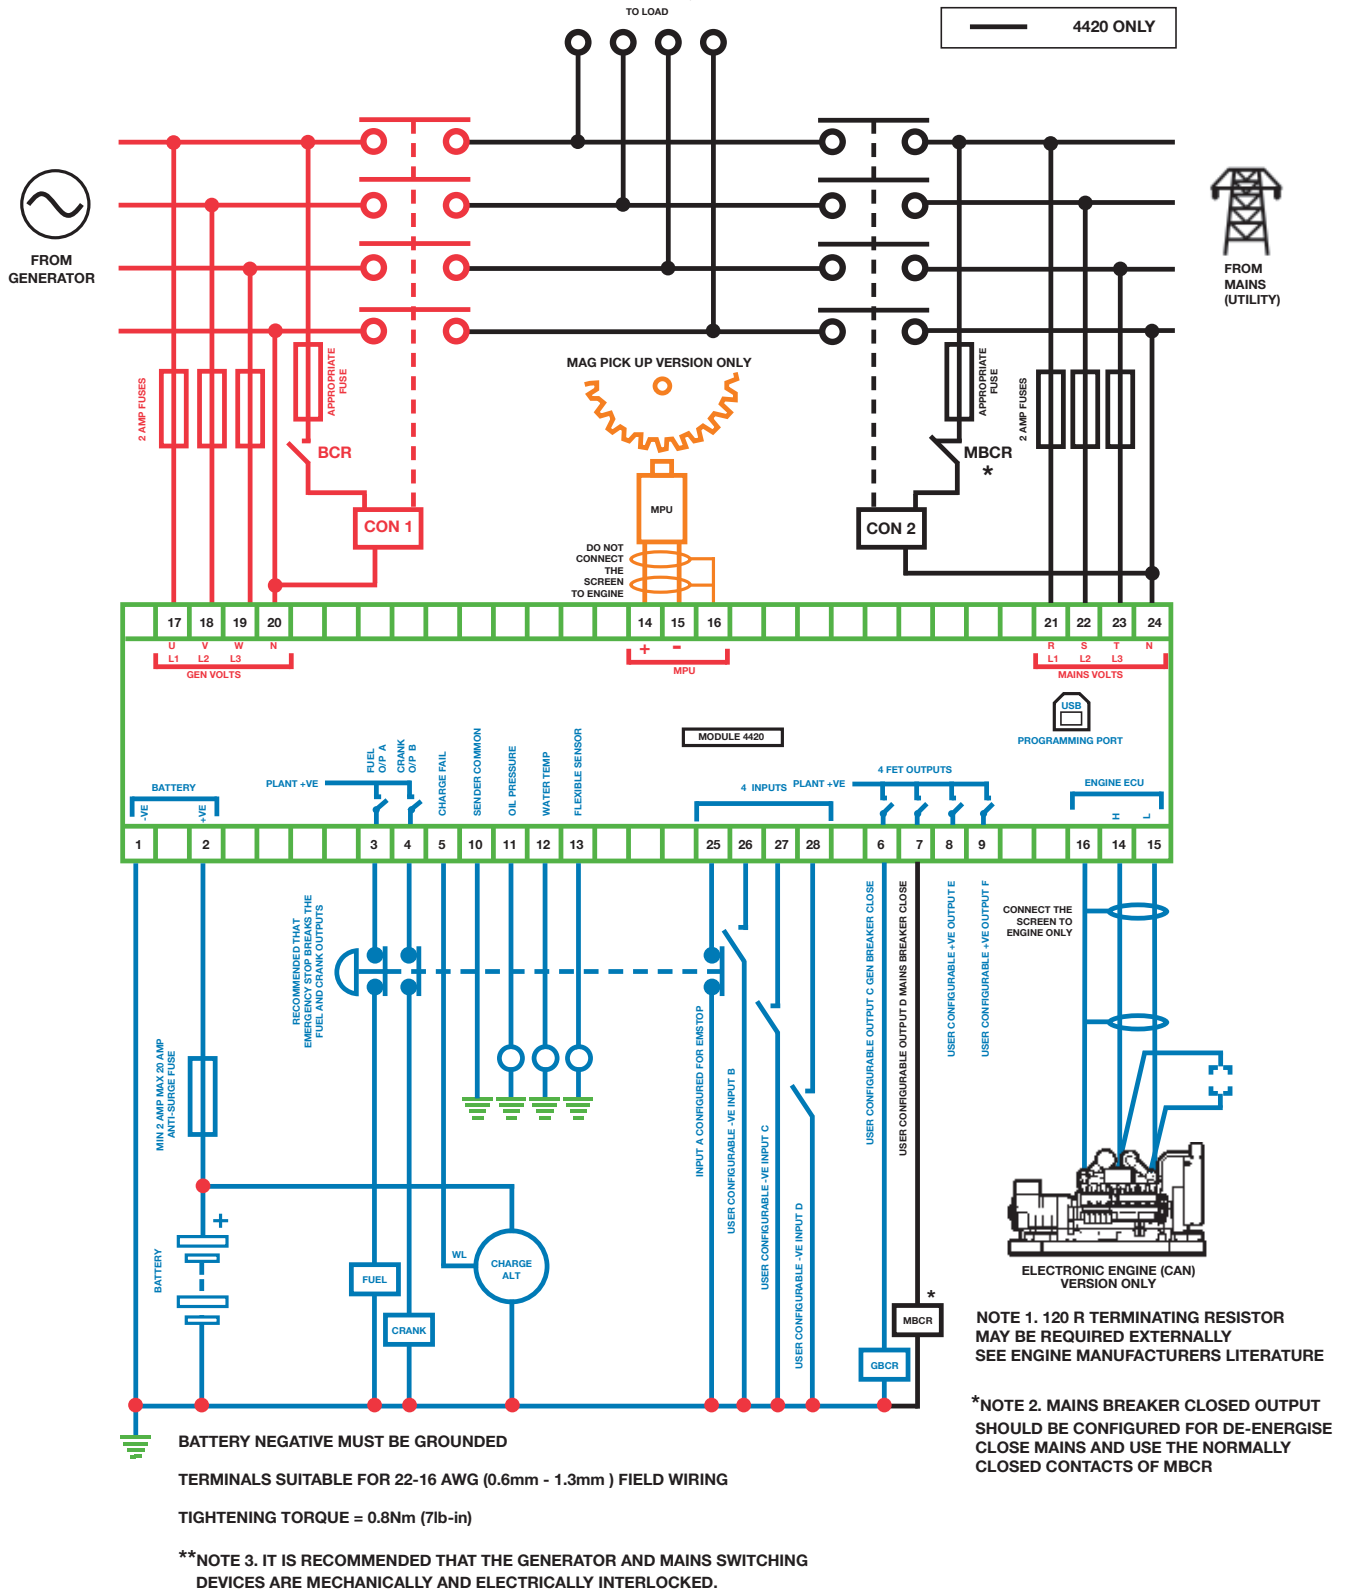 TO LOAD
4420 ONLY
FROM
GENERATOR
FROM
MAINS
(UTILITY)
2 AMP FUSES
APPROPRIATE
FUSE
BCR
CON 1
MAG PICK UP VERSION ONLY
MPU
DO NOT
CONNECT
THE
SCREEN
TO ENGINE
APPROPRIATE
FUSE
2 AMP FUSES
MBCR
*
CON 2
17 18 19 20 14 15 16 21 22 23 24
U V W N
L1 L2 L3
GEN VOLTS
+ -
MPU
R S T N
L1 L2 L3
MAINS VOLTS
USB
PROGRAMMING PORT
MODULE 4420
BATTERY
-VE
+VE
PLANT +VE
FUEL
O/P A
CRANK
O/P B
CHARGE FAIL
SENDER COMMON
OIL PRESSURE
WATER TEMP
FLEXIBLE SENSOR
4 INPUTS
PLANT +VE
4 FET OUTPUTS
ENGINE ECU
H
L
1 2 3 4 5 10 11 12 13 25 26 27 28 6 7 8 9 16 14 15
RECOMMENDED THAT
EMERGENCY STOP BREAKS THE
FUEL AND CRANK OUTPUTS
MIN 2 AMP MAX 20 AMP
ANTI-SURGE FUSE
INPUT A CONFIGURED FOR EMSTOP
USER CONFIGURABLE -VE INPUT B
USER CONFIGURABLE -VE INPUT C
USER CONFIGURABLE -VE INPUT D
USER CONFIGURABLE OUTPUT C GEN BREAKER CLOSE
USER CONFIGURABLE OUTPUT D MAINS BREAKER CLOSE
USER CONFIGURABLE +VE OUTPUT E
USER CONFIGURABLE +VE OUTPUT F
CONNECT THE
SCREEN TO
ENGINE ONLY
+
BATTERY
WL
CHARGE
ALT
FUEL
CRANK
*
MBCR
GBCR
ELECTRONIC ENGINE (CAN)
VERSION ONLY
NOTE 1. 120 R TERMINATING RESISTOR
MAY BE REQUIRED EXTERNALLY
SEE ENGINE MANUFACTURERS LITERATURE
*NOTE 2. MAINS BREAKER CLOSED OUTPUT
SHOULD BE CONFIGURED FOR DE-ENERGISE
CLOSE MAINS AND USE THE NORMALLY
CLOSED CONTACTS OF MBCR
BATTERY NEGATIVE MUST BE GROUNDED
TERMINALS SUITABLE FOR 22-16 AWG (0.6mm - 1.3mm ) FIELD WIRING
TIGHTENING TORQUE = 0.8Nm (7lb-in)
**NOTE 3. IT IS RECOMMENDED THAT THE GENERATOR AND MAINS SWITCHING
DEVICES ARE MECHANICALLY AND ELECTRICALLY INTERLOCKED.